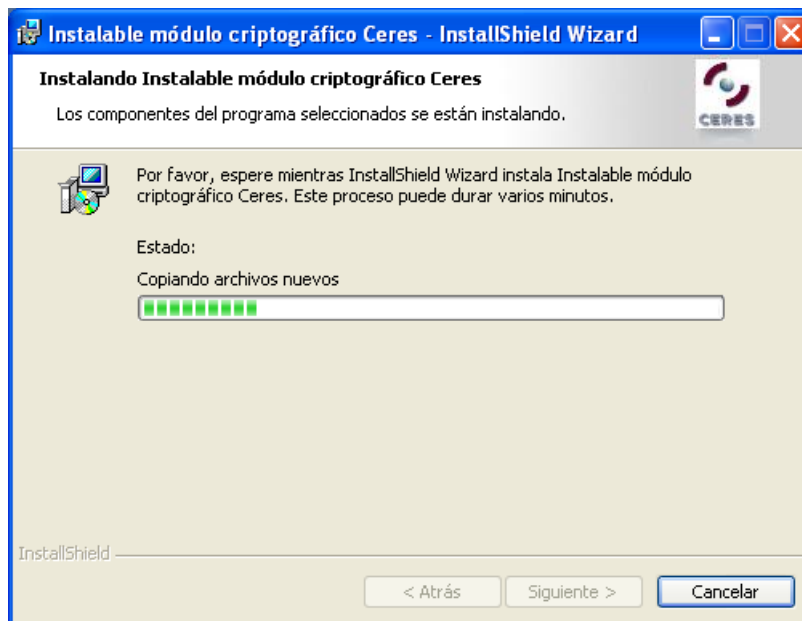 Instalable módulo criptográfico Ceres - InstallShield Wizard
Instalando Instalable módulo criptográfico Ceres
Los componentes del programa seleccionados se están instalando.
CERES
Por favor, espere mientras InstallShield Wizard instala Instalable módulo
criptográfico Ceres. Este proceso puede durar varios minutos.
Estado:
Copiando archivos nuevos
InstallShield
< Atrás
Siguiente >
Cancelar